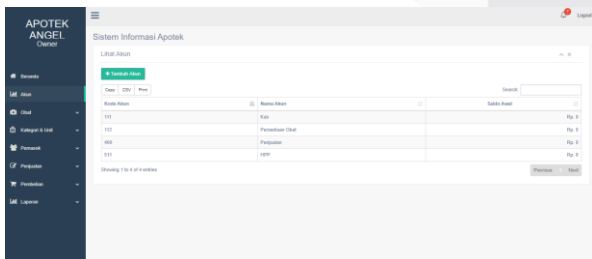 APOTEK
ANGEL
Owner
Logout
Sistem Informasi Apotek
Beranda
Akun
Obat
Kategori & Unit
Pemasok
Penjualan
Pembelian
Laporan
Lihat Akun
+ Tambah Akun
Copy CSV Print
Search:
Kode Akun Nama Akun Saldo Awal
111 Kas Rp. 0
112 Persediaan Obat Rp. 0
Penjualan Rp. 0
511 HPP Rp. 0
Showing 1 to 4 of 4 entries
Previous Next